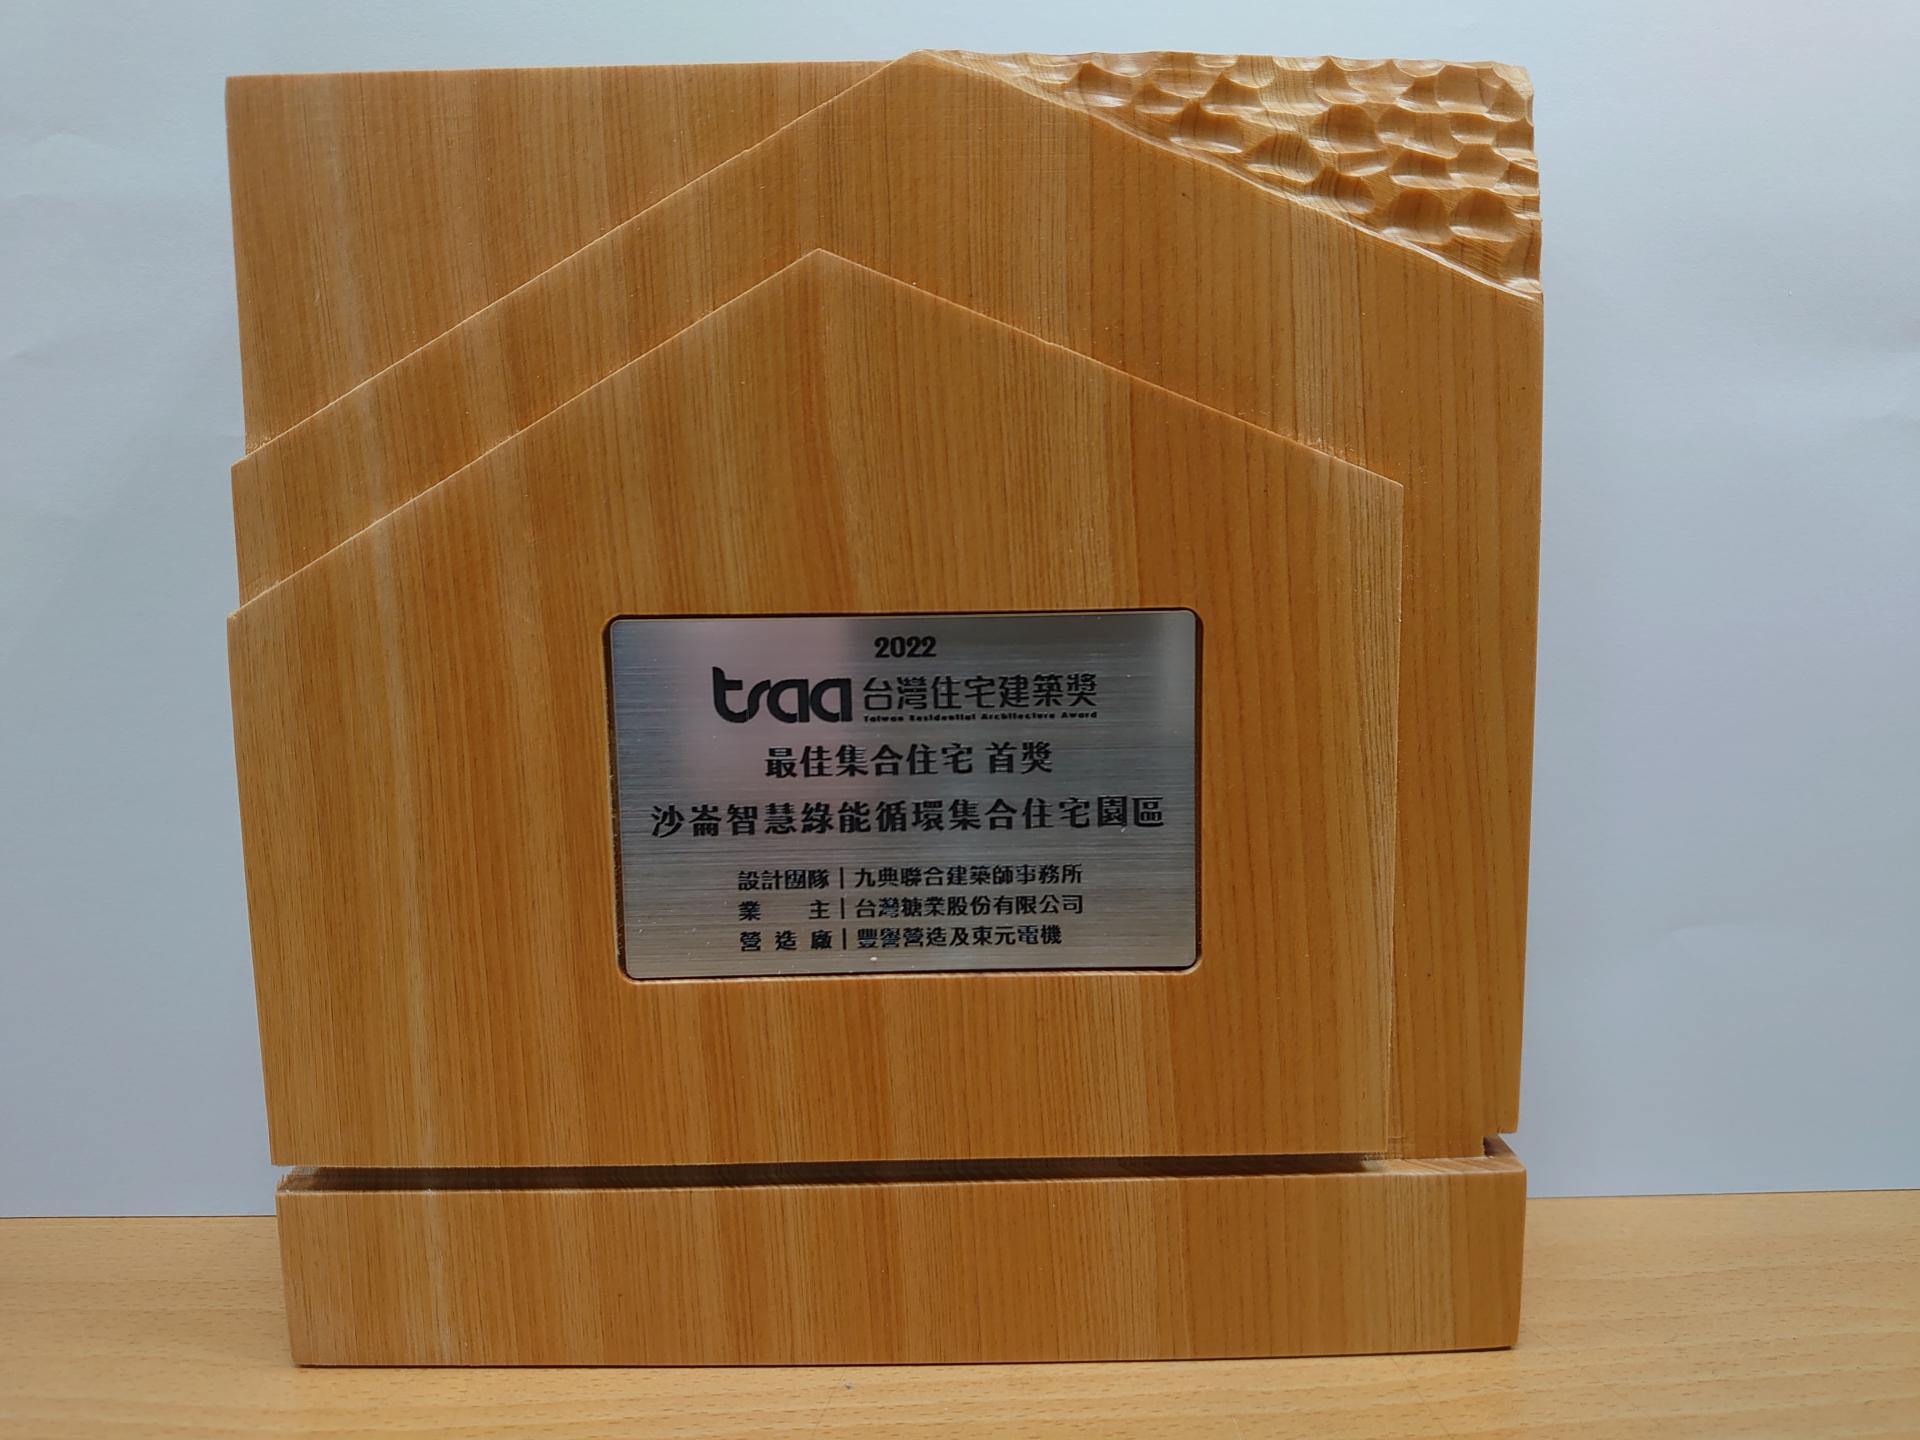 2022
traa 台灣住宅建築獎
Taiwan Residential Architecture Award
最佳集合住宅 首獎
沙崙智慧綠能循環集合住宅園區
設計團隊｜九典聯合建築師事務所
業 主｜台灣糖業股份有限公司
營 造 廠｜豐譽營造及東元電機